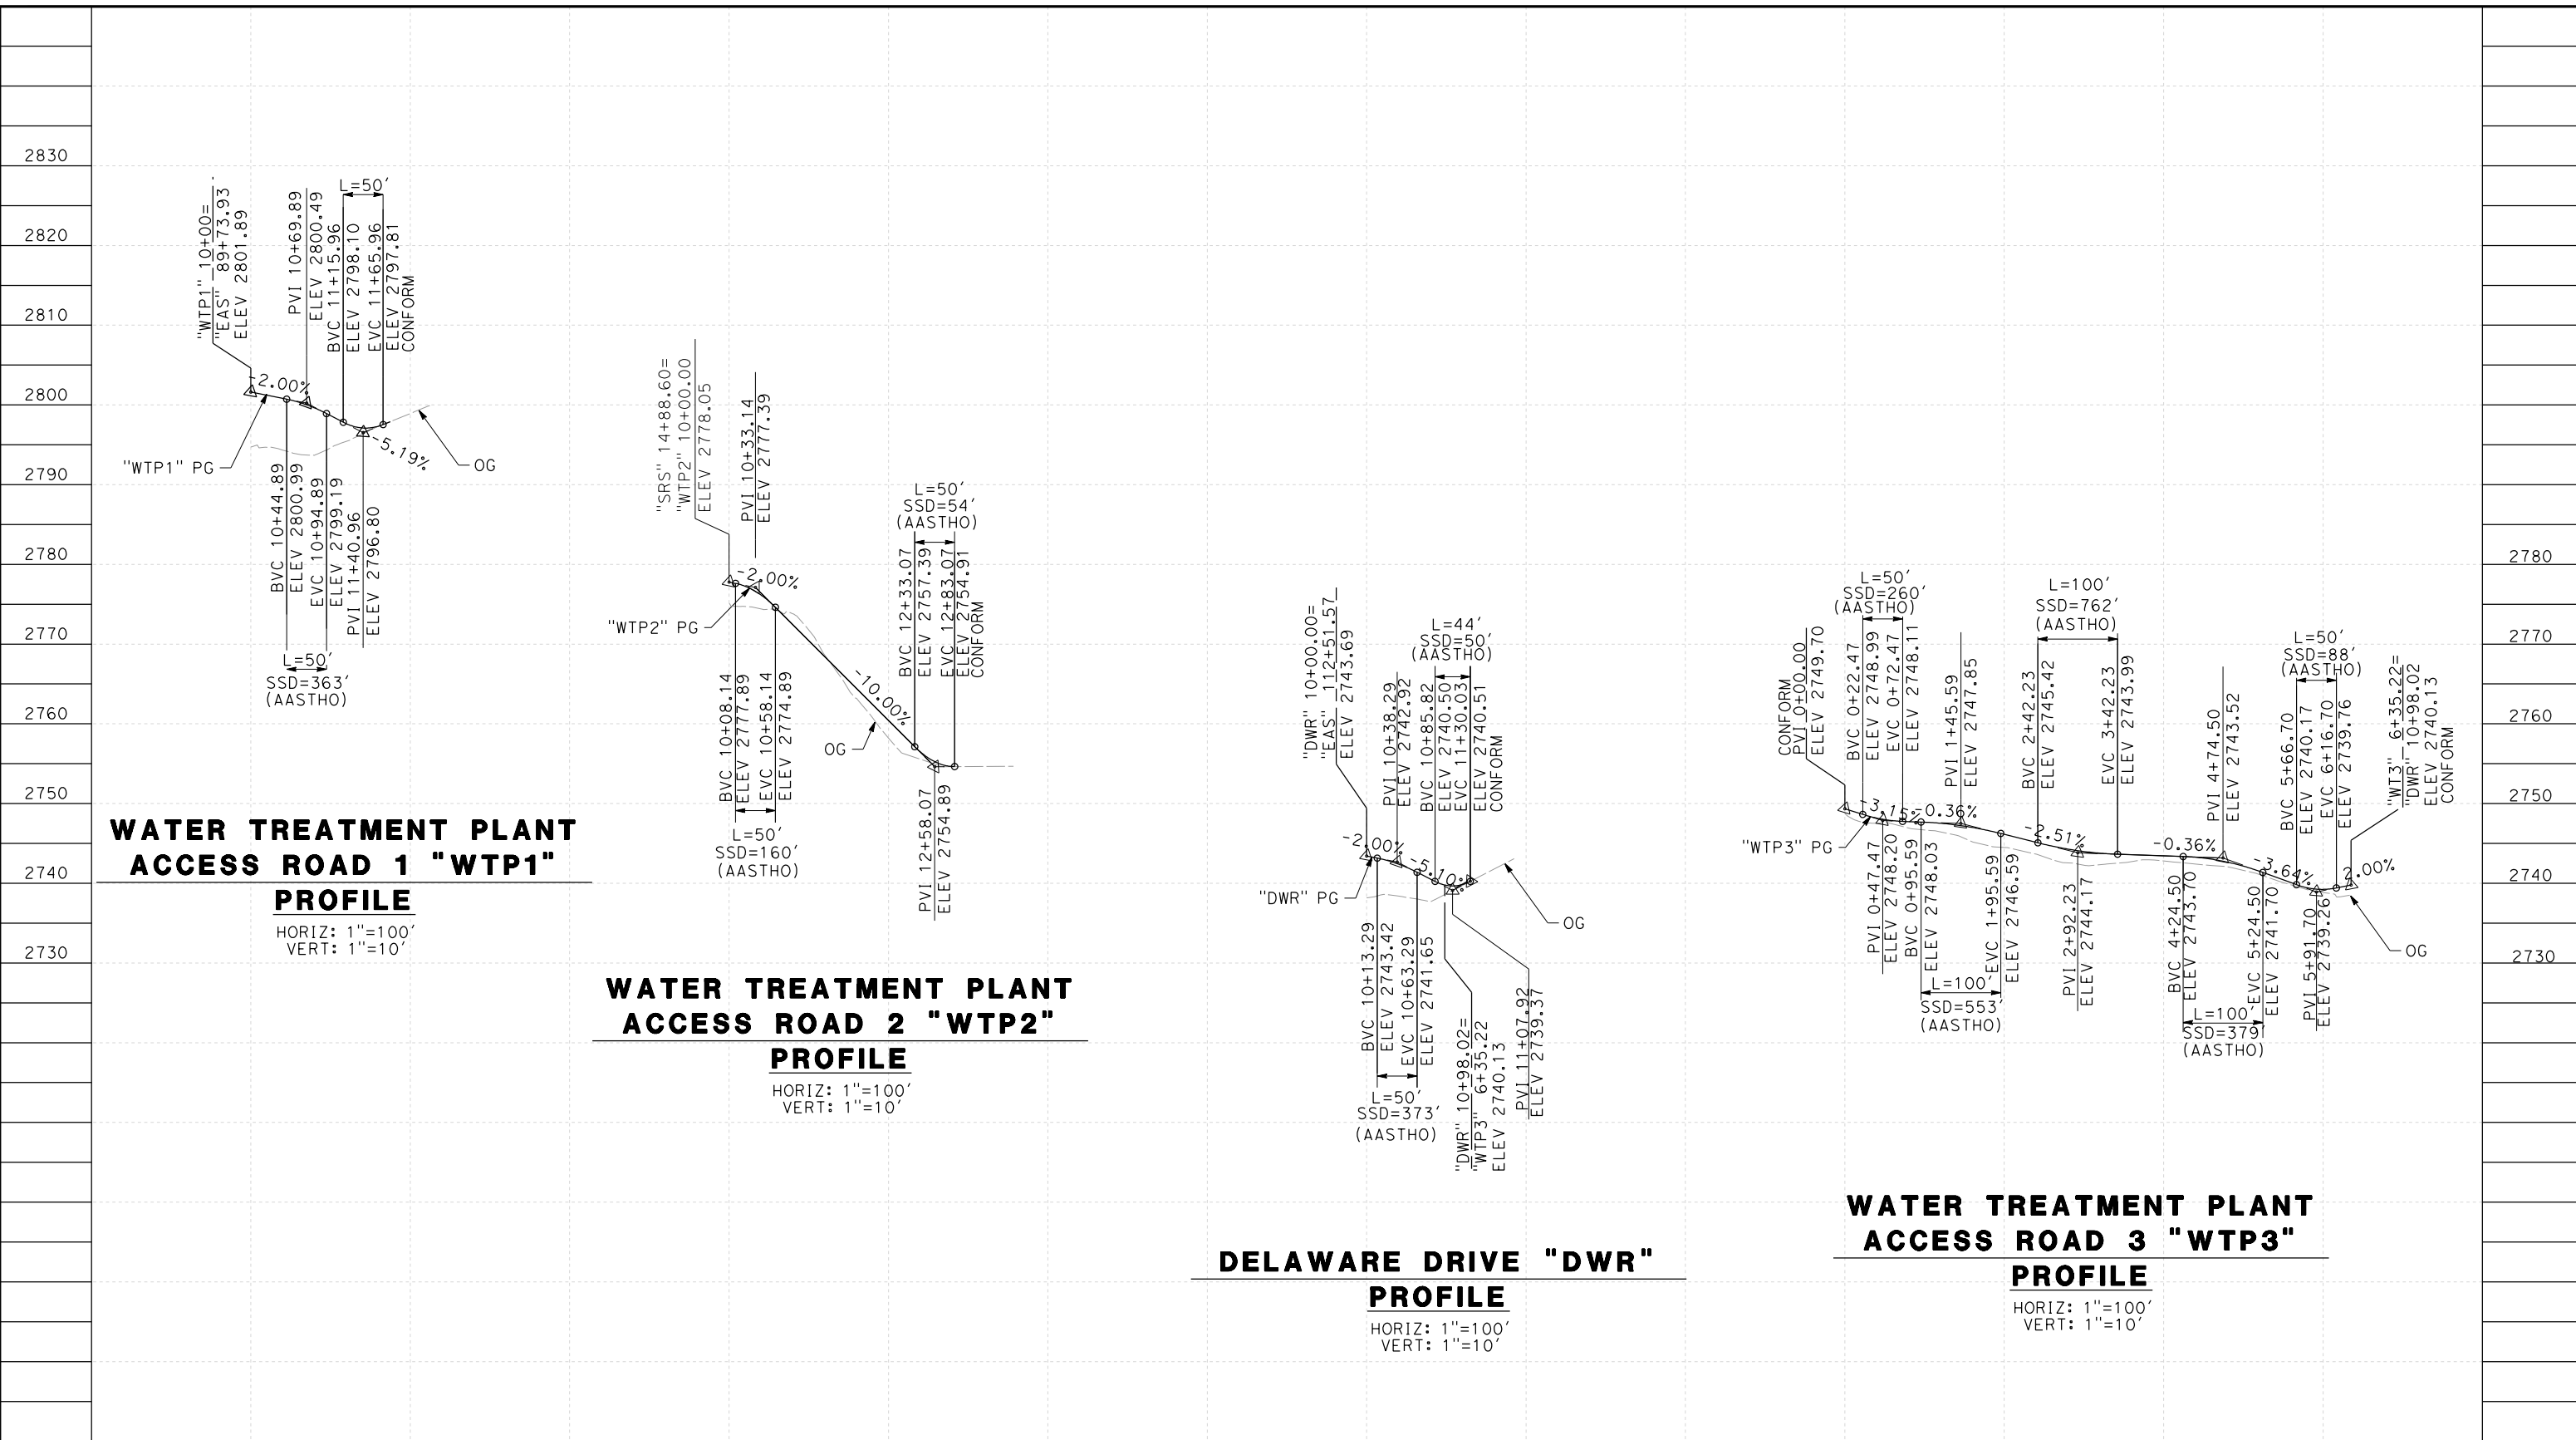 2830
2820
2810
2800
2790
2780
2770
2760
2750
2740
2730
"WTP1" 10+00=
"EAS" 89+73.93
ELEV 2801.89
PVI 10+69.89
ELEV 2800.49
L=50'
BVC 11+15.96
ELEV 2798.10
EVC 11+65.96
ELEV 2797.81
CONFORM
-2.00%
-5.19%
"WTP1" PG
OG
BVC 10+44.89
ELEV 2800.99
EVC 10+94.89
ELEV 2799.19
PVI 11+40.96
ELEV 2796.80
L=50'
SSD=363'
(AASTHO)
WATER TREATMENT PLANT
ACCESS ROAD 1 "WTP1"
PROFILE
HORIZ: 1"=100'
VERT: 1"=10'
"SRS" 14+88.60=
"WTP2" 10+00.00
ELEV 2778.05
PVI 10+33.14
ELEV 2777.39
L=50'
SSD=54'
(AASTHO)
BVC 12+33.07
ELEV 2757.39
EVC 12+83.07
ELEV 2754.91
CONFORM
-2.00%
-10.00%
"WTP2" PG
OG
BVC 10+08.14
ELEV 2777.89
EVC 10+58.14
ELEV 2774.89
L=50'
SSD=160'
(AASTHO)
PVI 12+58.07
ELEV 2754.89
WATER TREATMENT PLANT
ACCESS ROAD 2 "WTP2"
PROFILE
HORIZ: 1"=100'
VERT: 1"=10'
"DWR" 10+00.00=
"EAS" 112+51.57
ELEV 2743.69
PVI 10+38.29
ELEV 2742.92
L=44'
SSD=50'
(AASTHO)
BVC 10+85.82
ELEV 2740.50
EVC 11+30.03
ELEV 2740.51
CONFORM
-2.00%
-5.10%
"DWR" PG
OG
BVC 10+13.29
ELEV 2743.42
EVC 10+63.29
ELEV 2741.65
L=50'
SSD=373'
(AASTHO)
"DWR" 10+98.02=
"WTP3" 6+35.22
ELEV 2740.13
PVI 11+07.92
ELEV 2739.37
DELAWARE DRIVE "DWR"
PROFILE
HORIZ: 1"=100'
VERT: 1"=10'
CONFORM
PVI 0+00.00
ELEV 2749.70
L=50'
SSD=260'
(AASTHO)
BVC 0+22.47
ELEV 2748.99
EVC 0+72.47
ELEV 2748.11
PVI 1+45.59
ELEV 2747.85
L=100'
SSD=762'
(AASTHO)
BVC 2+42.23
ELEV 2745.42
EVC 3+42.23
ELEV 2743.99
PVI 4+74.50
ELEV 2743.52
L=50'
SSD=88'
(AASTHO)
BVC 5+66.70
ELEV 2740.17
EVC 6+16.70
ELEV 2739.76
"WT3" 6+35.22=
"DWR" 10+98.02
ELEV 2740.13
CONFORM
-3.15%
-0.36%
-2.51%
-0.36%
-3.64%
2.00%
"WTP3" PG
OG
PVI 0+47.47
ELEV 2748.20
BVC 0+95.59
ELEV 2748.03
EVC 1+95.59
ELEV 2746.59
L=100'
SSD=553'
(AASTHO)
PVI 2+92.23
ELEV 2744.17
BVC 4+24.50
ELEV 2743.70
EVC 5+24.50
ELEV 2741.70
L=100'
SSD=379'
(AASTHO)
PVI 5+91.70
ELEV 2739.26
WATER TREATMENT PLANT
ACCESS ROAD 3 "WTP3"
PROFILE
HORIZ: 1"=100'
VERT: 1"=10'
2780
2770
2760
2750
2740
2730